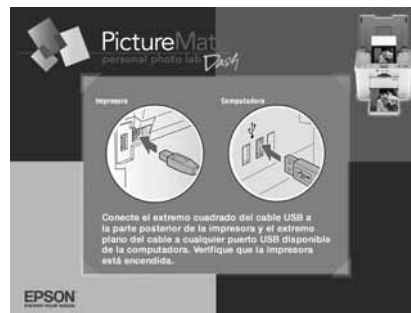 PictureMate
personal photo lab
Dash
Impresora
Computadora
Conecte el extremo cuadrado del cable USB a
la parte posterior de la impresora y el extremo
plano del cable a cualquier puerto USB disponible
de la computadora. Verifique que la impresora
está encendida.
EPSON